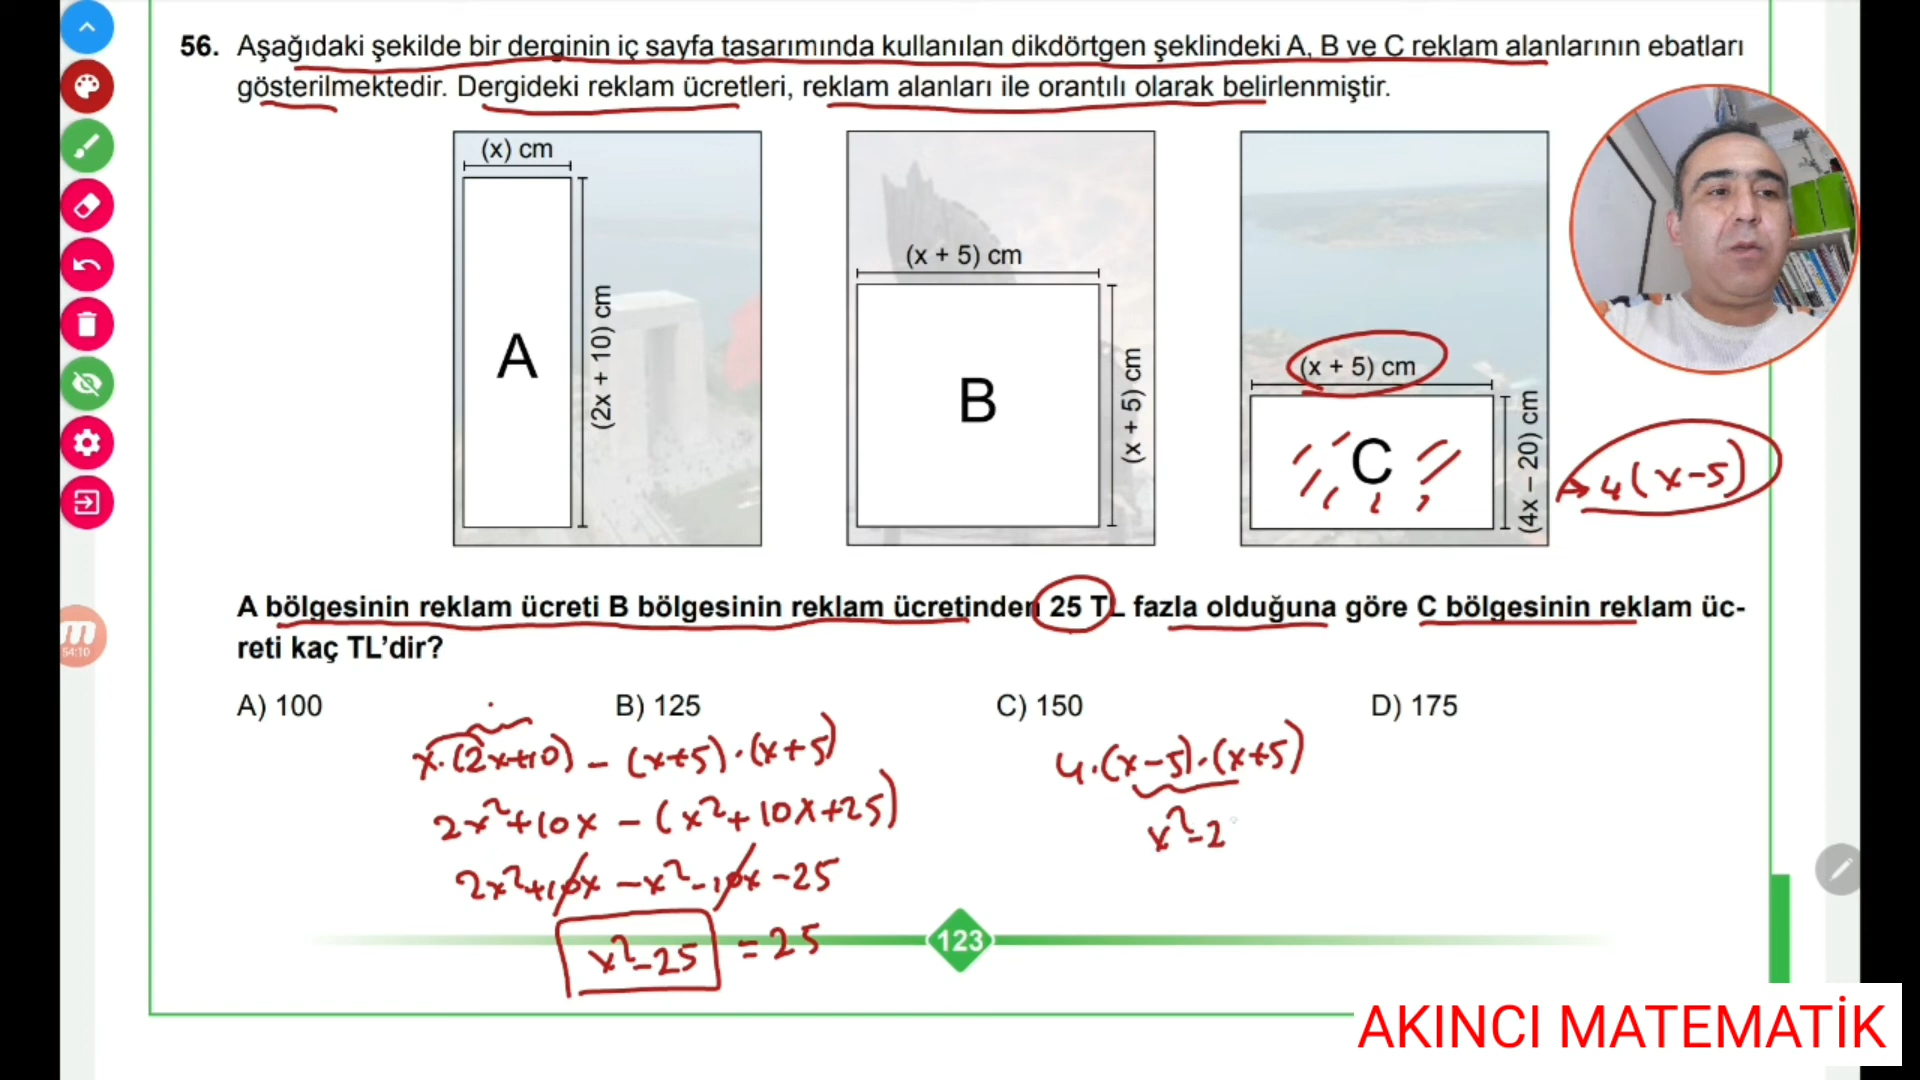 56. Aşağıdaki şekilde bir derginin iç sayfa tasarımında kullanılan dikdörtgen şeklindeki A, B ve C reklam alanlarının ebatları
gösterilmektedir. Dergideki reklam ücretleri, reklam alanları ile orantılı olarak belirlenmiştir.
(x) cm
A
(2x + 10) cm
(x + 5) cm
B
(x + 5) cm
(x + 5) cm
C
(4x – 20) cm
4(x-5)
A bölgesinin reklam ücreti B bölgesinin reklam ücretinden 25 TL fazla olduğuna göre C bölgesinin reklam üc-
reti kaç TL'dir?
A) 100 B) 125 C) 150 D) 175
x.(2x+10) - (x+5).(x+5)
2x²+10x - (x²+10x+25)
2x²+10x - x² - 10x - 25
x²-25 = 25
4.(x-5).(x+5)
x²-2
123
54:10
AKINCI MATEMATİK